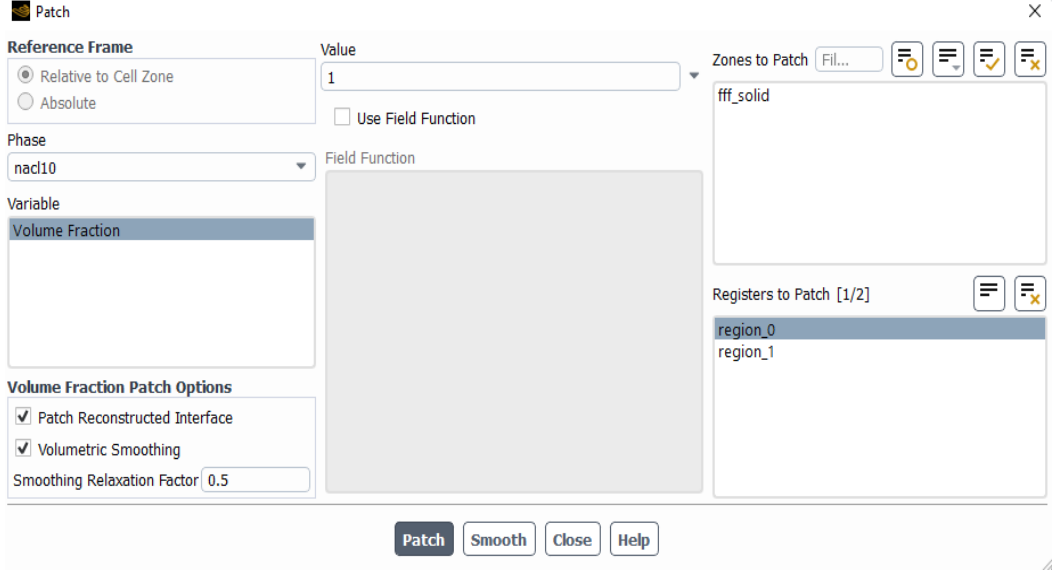 Patch
Reference Frame
Relative to Cell Zone
Absolute
Phase
nacl10
Variable
Volume Fraction
Volume Fraction Patch Options
Patch Reconstructed Interface
Volumetric Smoothing
Smoothing Relaxation Factor 0.5
Value
1
Use Field Function
Field Function
Zones to Patch Fil...
fff_solid
Registers to Patch [1/2]
region_0
region_1
Patch Smooth Close Help